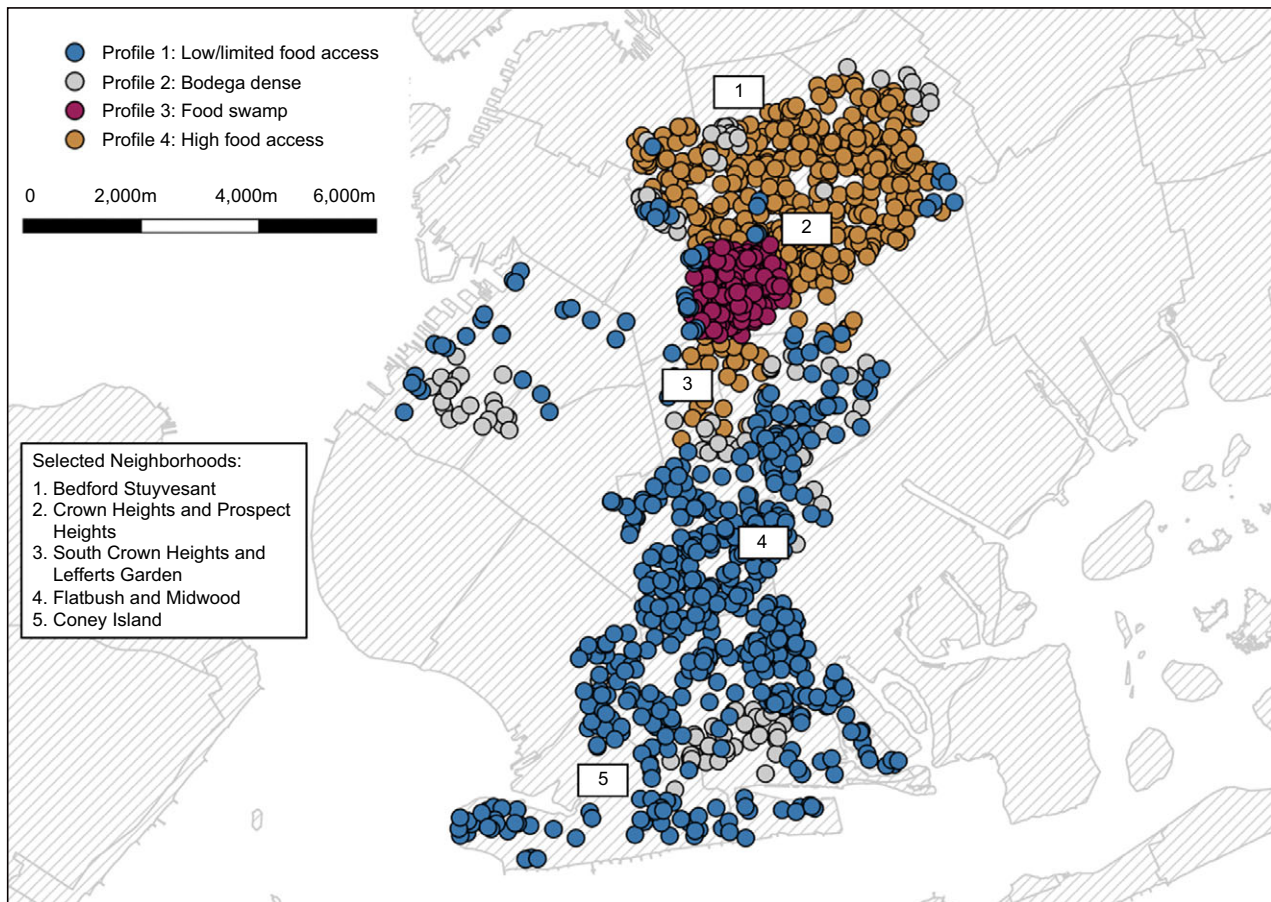 Profile 1: Low/limited food access
Profile 2: Bodega dense
Profile 3: Food swamp
Profile 4: High food access
0 2,000m 4,000m 6,000m
1
2
3
4
5
Selected Neighborhoods:
1. Bedford Stuyvesant
2. Crown Heights and Prospect
Heights
3. South Crown Heights and
Lefferts Garden
4. Flatbush and Midwood
5. Coney Island